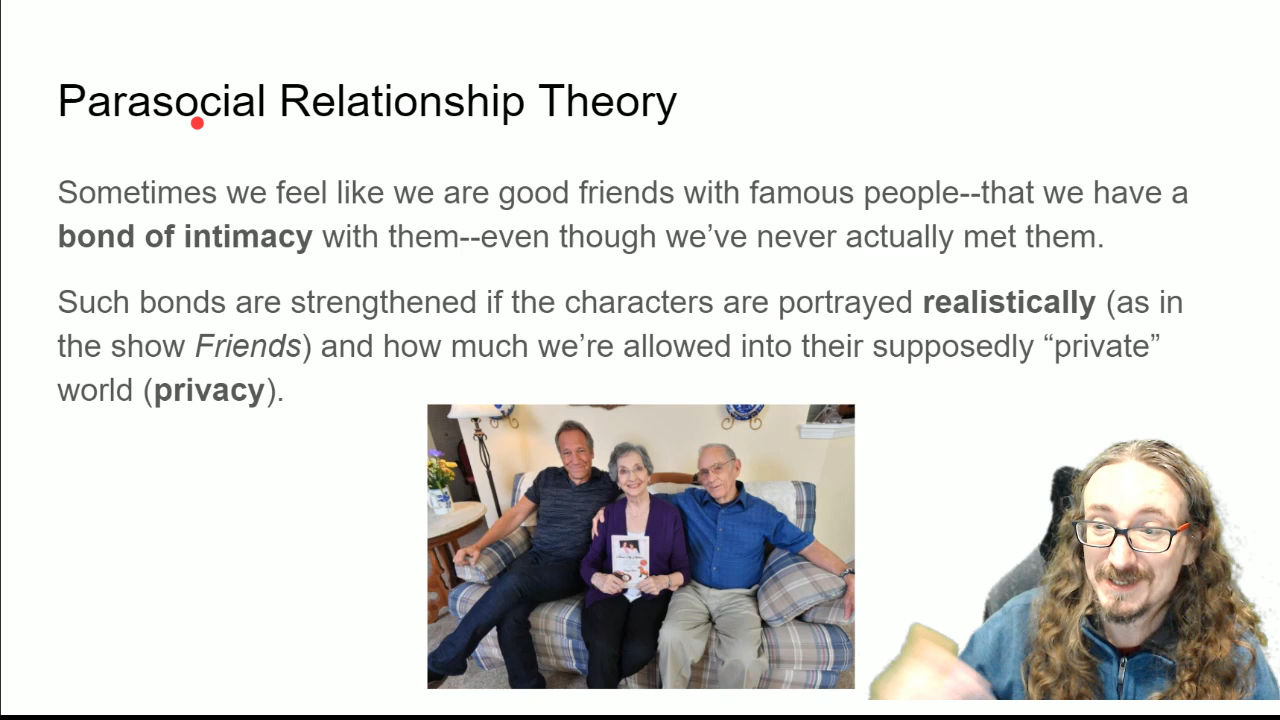 Parasocial Relationship Theory
Sometimes we feel like we are good friends with famous people--that we have a
bond of intimacy with them--even though we’ve never actually met them.
Such bonds are strengthened if the characters are portrayed realistically (as in
the show Friends) and how much we’re allowed into their supposedly “private”
world (privacy).